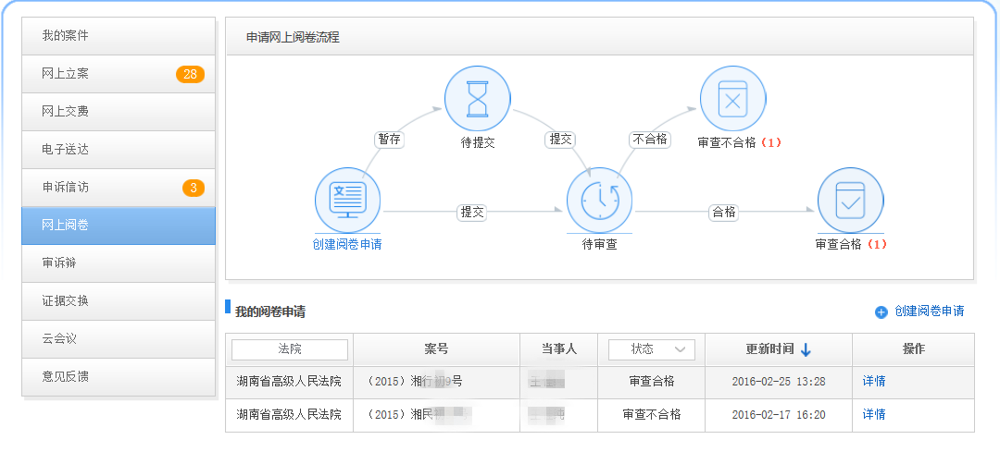 我的案件
网上立案 28
网上交费
电子送达
申诉信访 3
网上阅卷
审诉辩
证据交换
云会议
意见反馈
申请网上阅卷流程
暂存
待提交
提交
不合格
审查不合格（1）
创建阅卷申请
提交
待审查
合格
审查合格（1）
我的阅卷申请
创建阅卷申请
法院 案号 当事人 状态 更新时间 操作
湖南省高级人民法院 （2015）湘行 9号 审查合格 2016-02-25 13:28 详情
湖南省高级人民法院 （2015）湘民 审查不合格 2016-02-17 16:20 详情